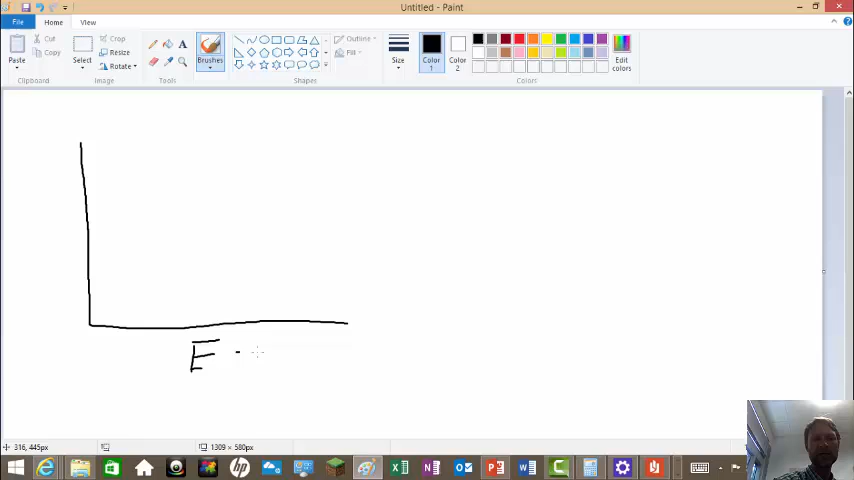 Untitled - Paint
File
Home
View
Paste
Cut
Copy
Clipboard
Select
Crop
Resize
Rotate
Image
A
Tools
Brushes
Outline
Fill
Shapes
Size
Color 1
Color 2
Edit colors
Colors
E
316, 445px
1309 × 580px
hp